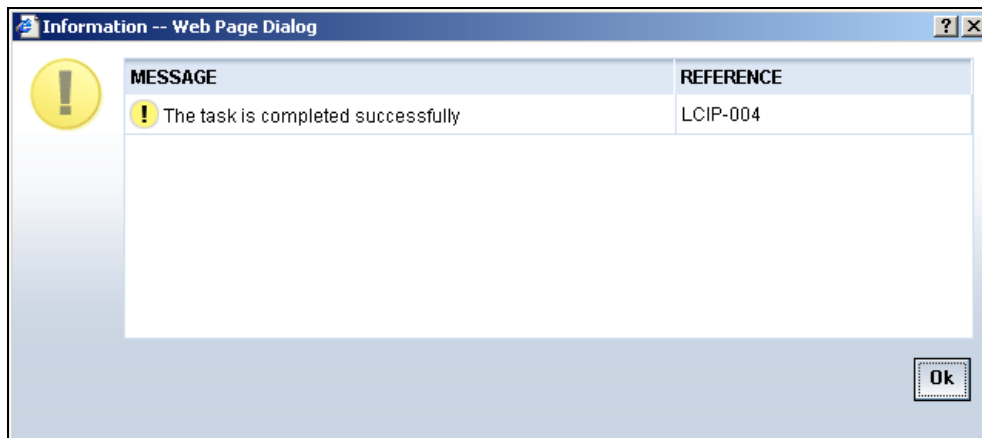 Information -- Web Page Dialog
MESSAGE REFERENCE
The task is completed successfully LCIP-004
Ok